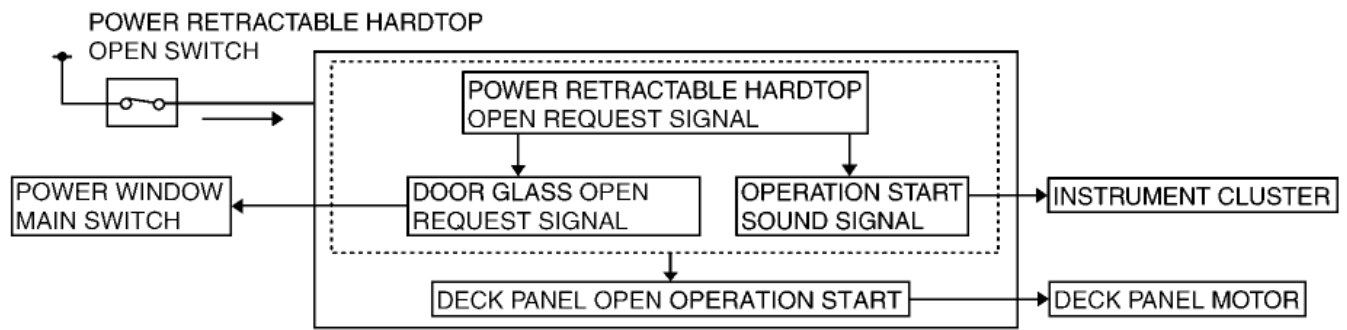 POWER RETRACTABLE HARDTOP
OPEN SWITCH
POWER RETRACTABLE HARDTOP
OPEN REQUEST SIGNAL
POWER WINDOW
MAIN SWITCH
DOOR GLASS OPEN
REQUEST SIGNAL
OPERATION START
SOUND SIGNAL
INSTRUMENT CLUSTER
DECK PANEL OPEN OPERATION START
DECK PANEL MOTOR